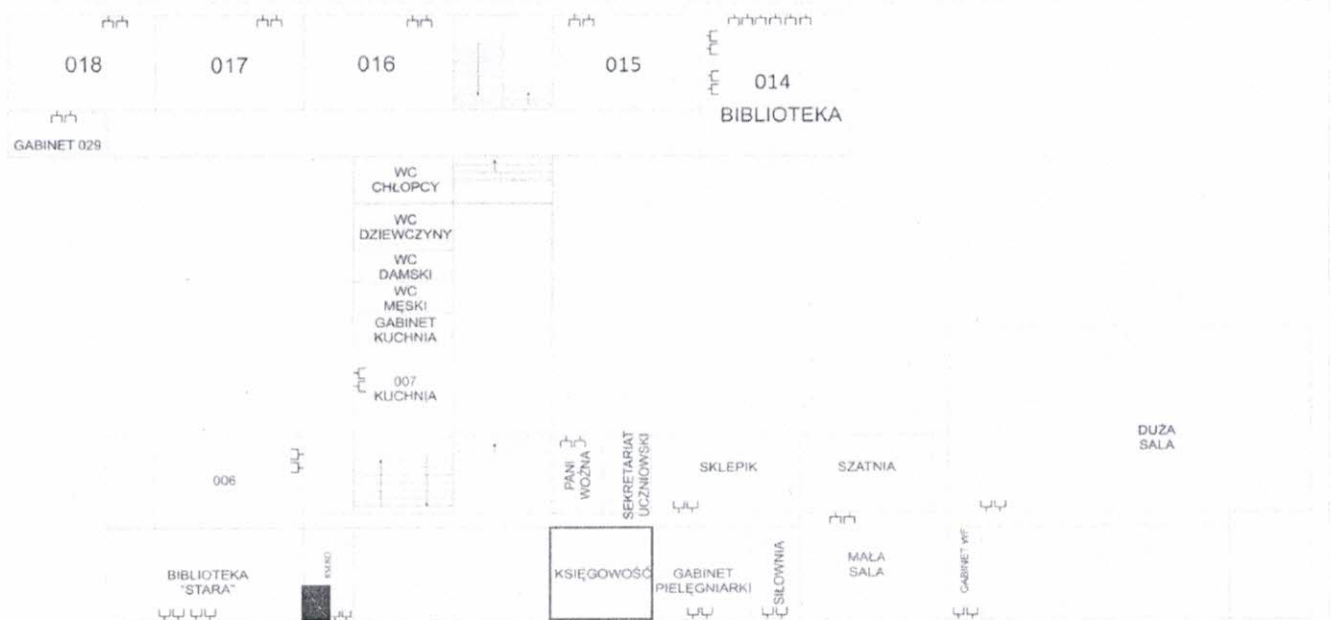 018
017
016
015
014
BIBLIOTEKA
GABINET 029
WC
CHŁOPCY
WC
DZIEWCZYNY
WC
DAMSKI
WC
MĘSKI
GABINET
KUCHNIA
007
KUCHNIA
006
PANI
WOŹNA
SEKRETARIAT
UCZNIOWSKI
SKLEPIK
SZATNIA
DUŻA
SALA
BIBLIOTEKA
"STARA"
KSERO
KSIĘGOWOŚĆ
GABINET
PIELĘGNIARKI
SIŁOWNIA
MAŁA
SALA
GABINET WF